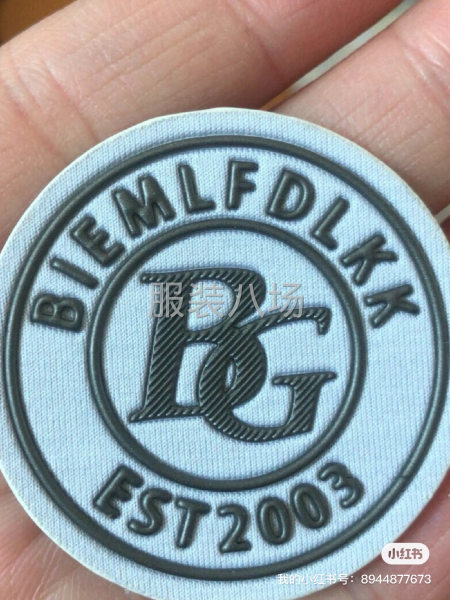 BIEMLFDLKK
BG
服装八场
EST2003
小红书
我的小红书号：8944877673